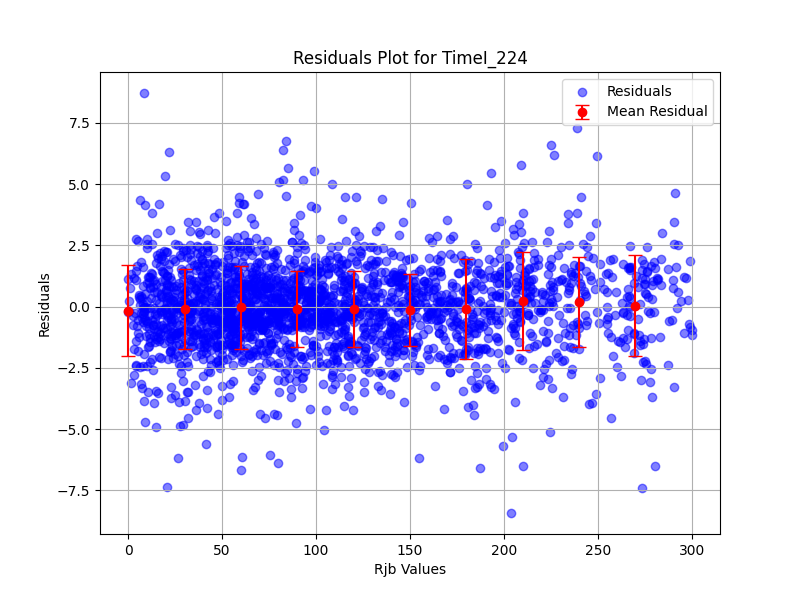 Residuals Plot for TimeI_224
Residuals
Mean Residual
7.5
5.0
2.5
0.0
−2.5
−5.0
−7.5
Residuals
0 50 100 150 200 250 300
Rjb Values